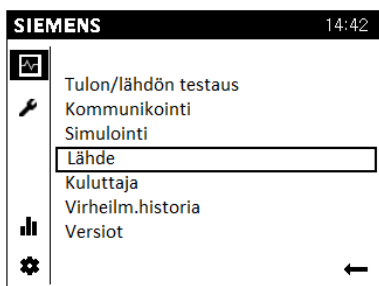 SIEMENS 14:42
Tulon/lähdön testaus
Kommunikointi
Simulointi
Lähde
Kuluttaja
Virheilm.historia
Versiot